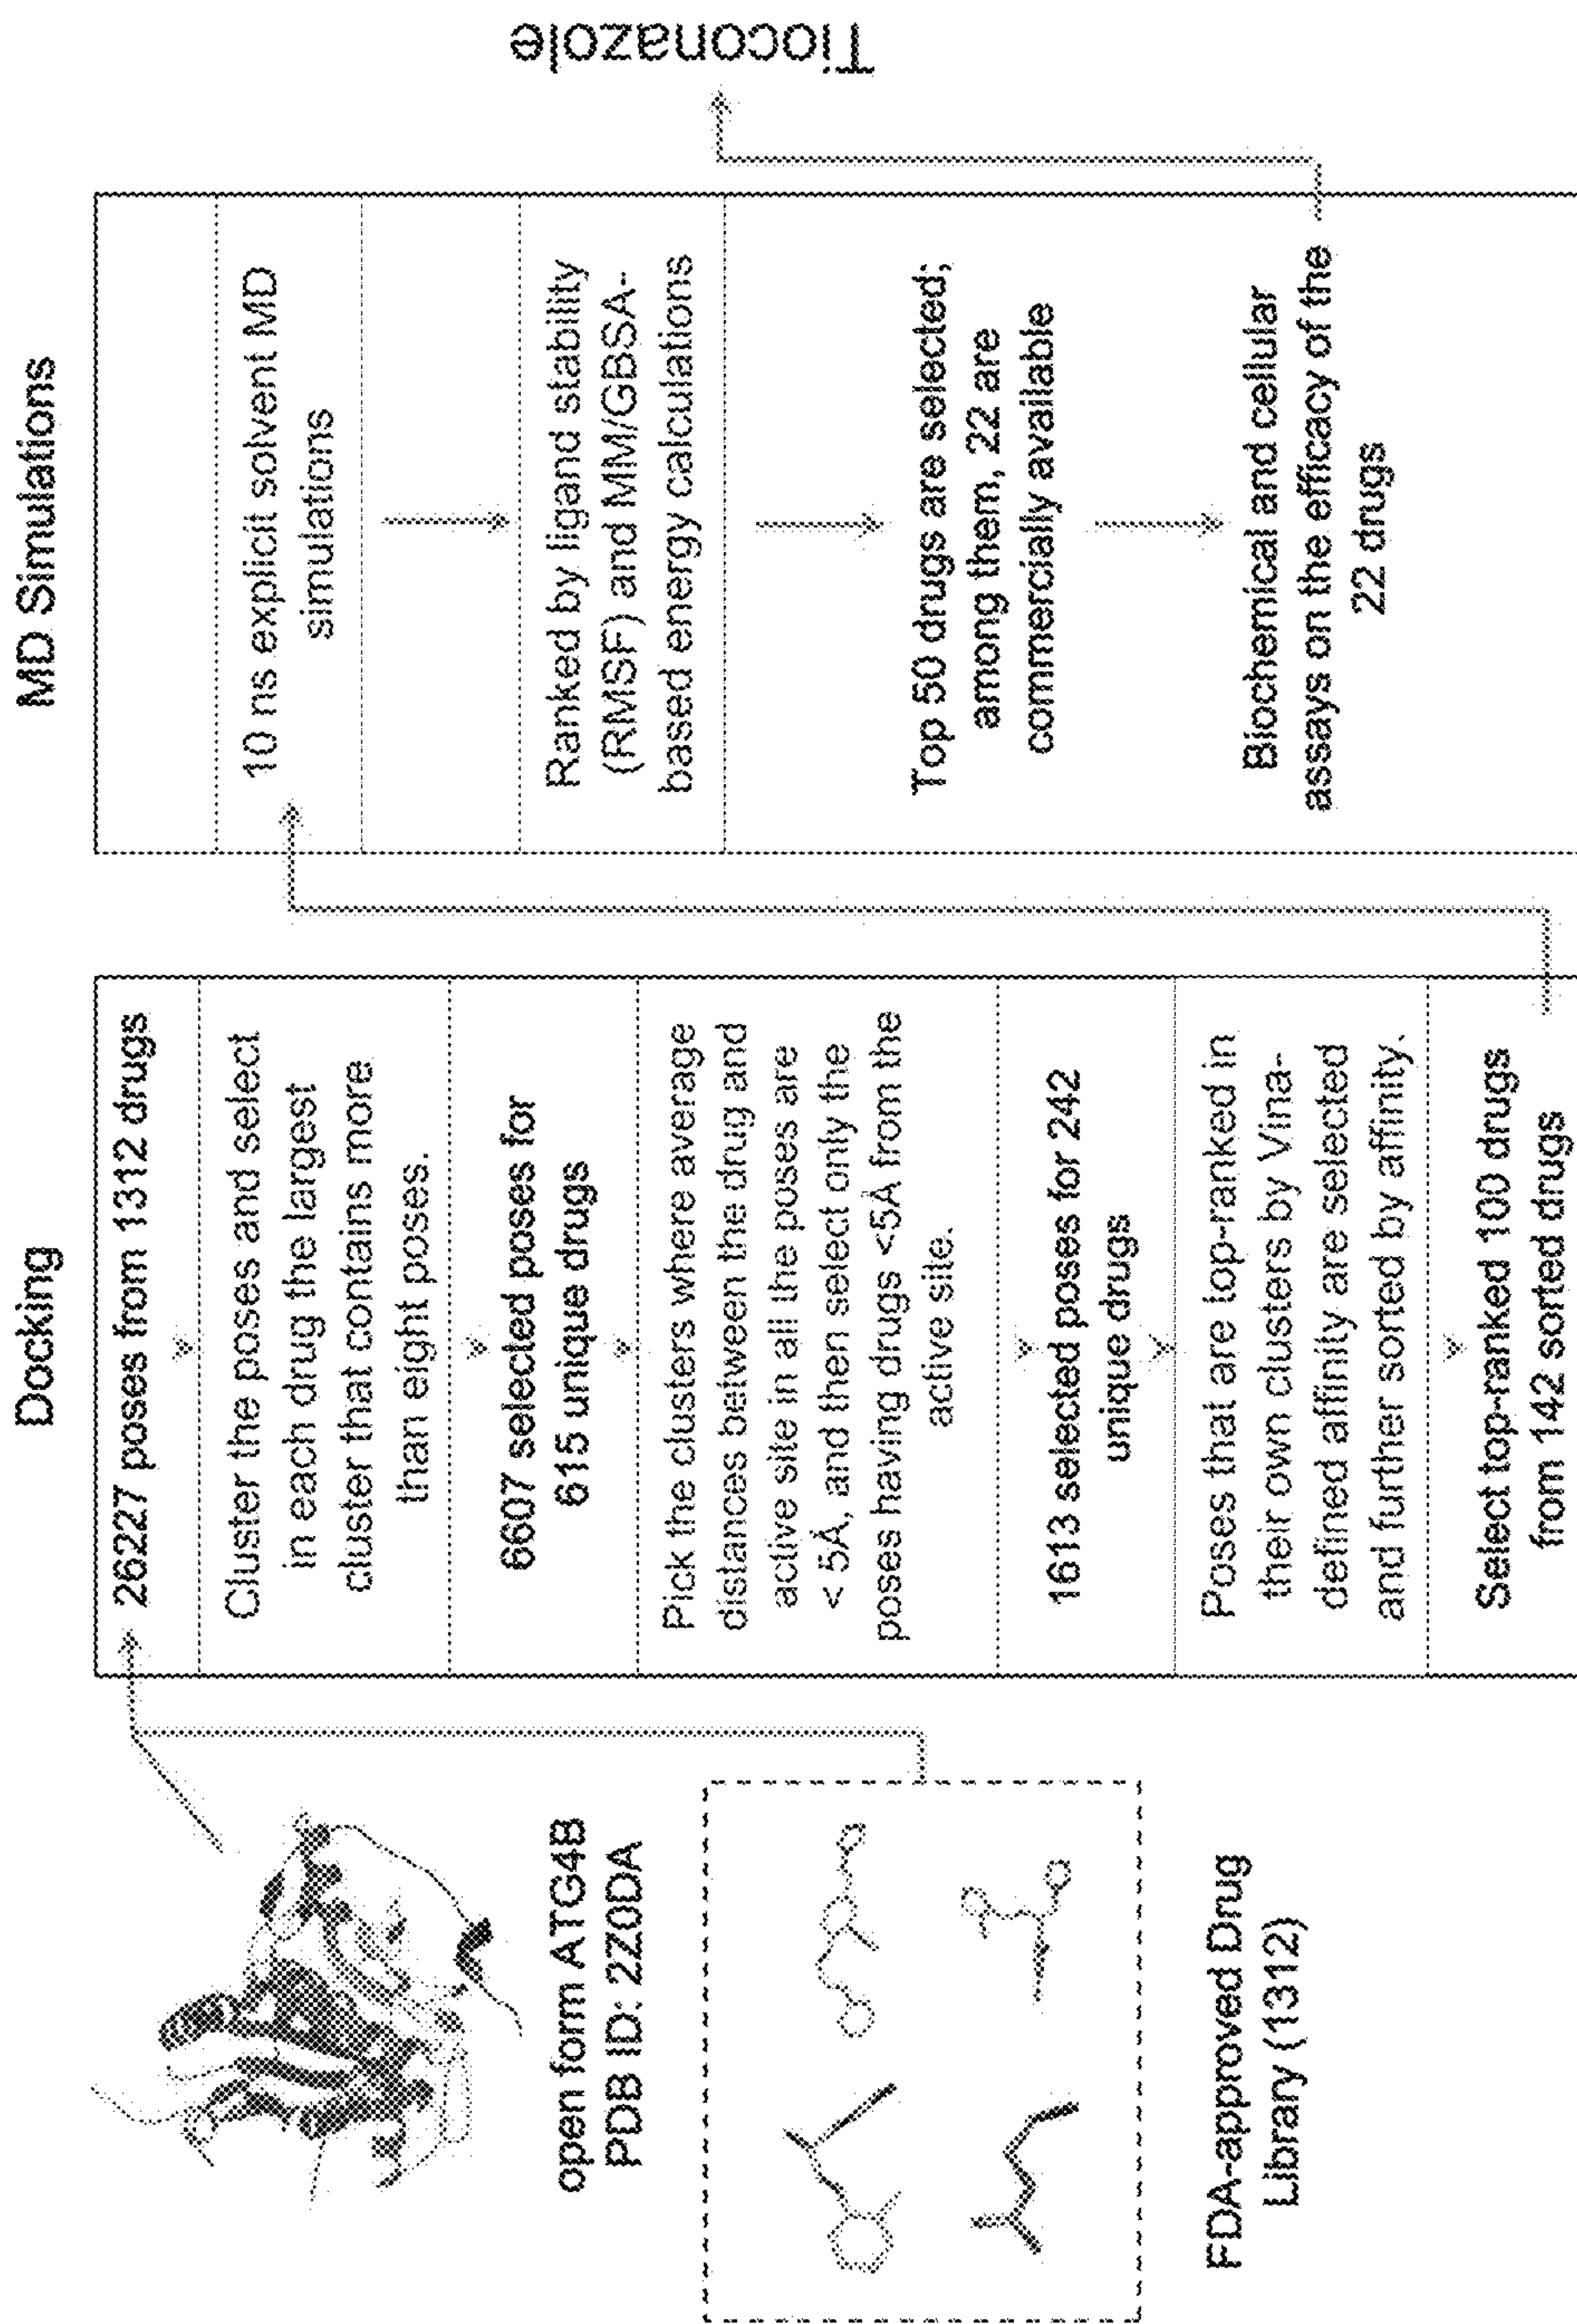 open form ATG4B
PDB ID: 2Z0DA
FDA-approved Drug
Library (1312)
Docking
26227 poses from 1312 drugs
Cluster the poses and select
in each drug the largest
cluster that contains more
than eight poses.
6607 selected poses for
615 unique drugs
Pick the clusters where average
distances between the drug and
active site in all the poses are
< 5Å, and then select only the
poses having drugs <5Å from the
active site.
1613 selected poses for 242
unique drugs
Poses that are top-ranked in
their own clusters by Vina-
defined affinity are selected
and further sorted by affinity.
Select top-ranked 100 drugs
from 142 sorted drugs
MD Simulations
10 ns explicit solvent MD
simulations
Ranked by ligand stability
(RMSF) and MM/GBSA-
based energy calculations
Top 50 drugs are selected;
among them, 22 are
commercially available
Biochemical and cellular
assays on the efficacy of the
22 drugs
Tioconazole